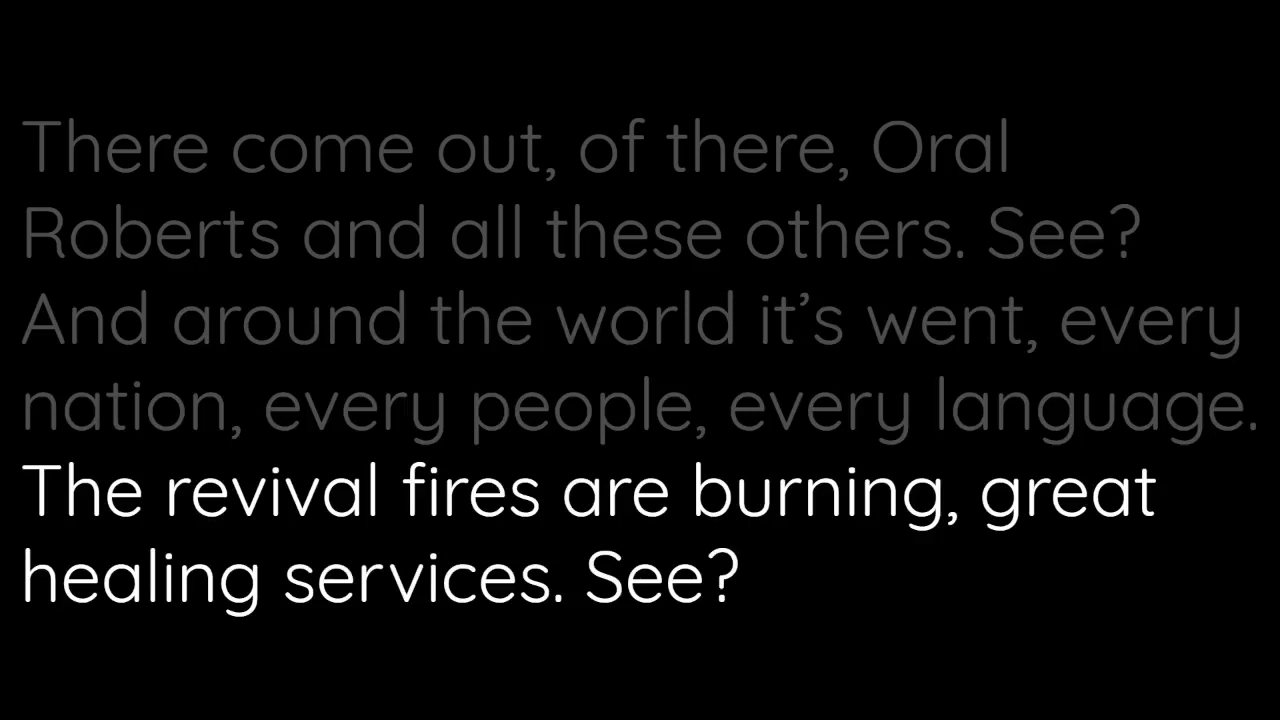 There come out, of there, Oral
Roberts and all these others. See?
And around the world it’s went, every
nation, every people, every language.
The revival fires are burning, great
healing services. See?